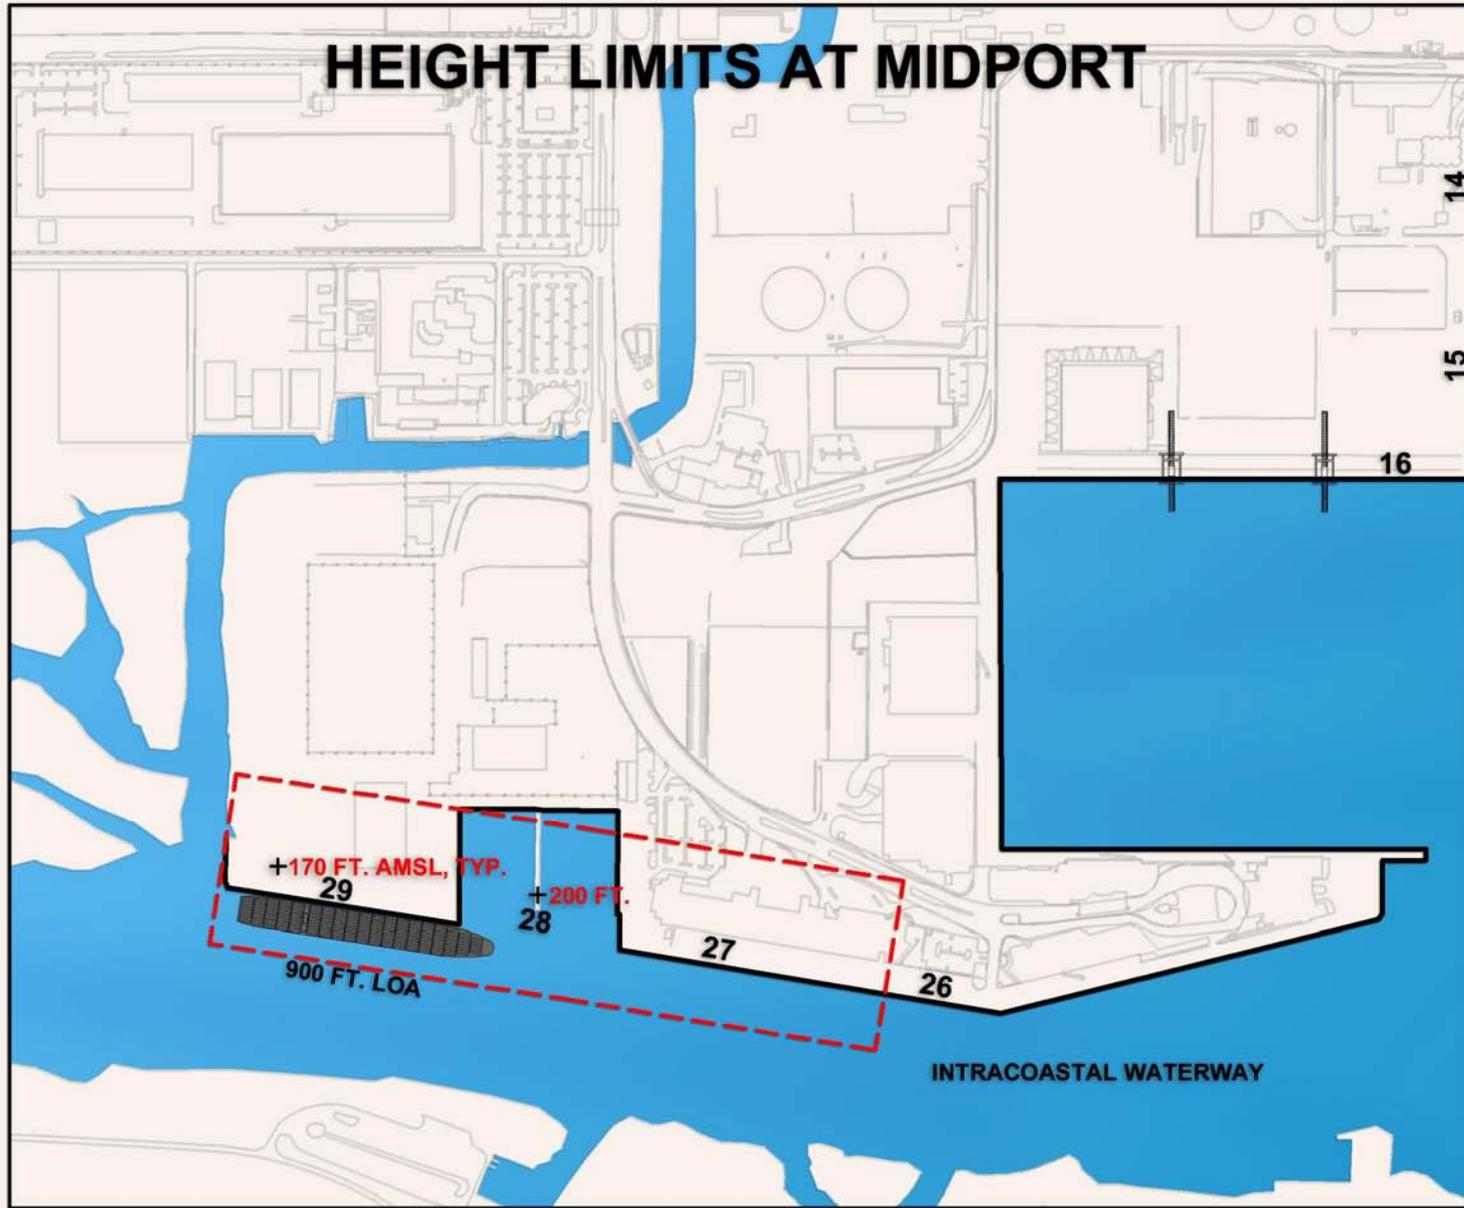 HEIGHT LIMITS AT MIDPORT
14
15
16
170 FT. AMSL, TYP.
29
200 FT.
28
27
26
900 FT. LOA
INTRACOASTAL WATERWAY